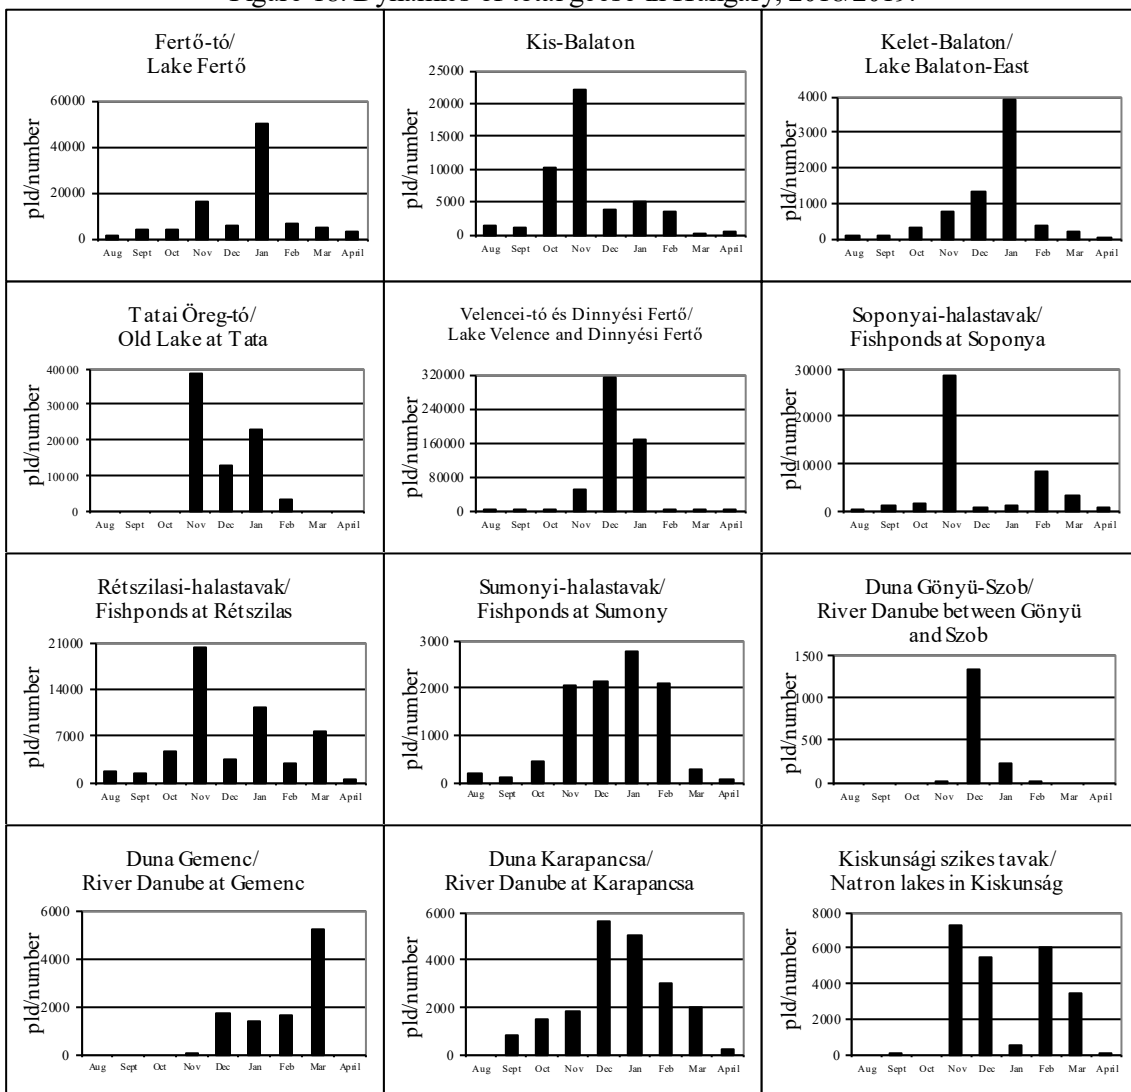 Dynamics of total geese in Hungary, 2018/2019.
Fertő-tó/
Lake Fertő
pld/number
60000
40000
20000
0
Aug Sept Oct Nov Dec Jan Feb Mar April
Kis-Balaton
pld/number
25000
20000
15000
10000
5000
0
Aug Sept Oct Nov Dec Jan Feb Mar April
Kelet-Balaton/
Lake Balaton-East
pld/number
4000
3000
2000
1000
0
Aug Sept Oct Nov Dec Jan Feb Mar April
Tatai Öreg-tó/
Old Lake at Tata
pld/number
40000
30000
20000
10000
0
Aug Sept Oct Nov Dec Jan Feb Mar April
Velencei-tó és Dinnyési Fertő/
Lake Velence and Dinnyési Fertő
pld/number
320000
240000
160000
80000
0
Aug Sept Oct Nov Dec Jan Feb Mar April
Soponyai-halastavak/
Fishponds at Soponya
pld/number
30000
20000
10000
0
Aug Sept Oct Nov Dec Jan Feb Mar April
Rétszilasi-halastavak/
Fishponds at Rétszilas
pld/number
21000
14000
7000
0
Aug Sept Oct Nov Dec Jan Feb Mar April
Sumonyi-halastavak/
Fishponds at Sumony
pld/number
3000
2000
1000
0
Aug Sept Oct Nov Dec Jan Feb Mar April
Duna Gönyü-Szob/
River Danube between Gönyü
and Szob
pld/number
1500
1000
500
0
Aug Sept Oct Nov Dec Jan Feb Mar April
Duna Gemenc/
River Danube at Gemenc
pld/number
6000
4000
2000
0
Aug Sept Oct Nov Dec Jan Feb Mar April
Duna Karapancsa/
River Danube at Karapancsa
pld/number
6000
4000
2000
0
Aug Sept Oct Nov Dec Jan Feb Mar April
Kiskunsági szikes tavak/
Natron lakes in Kiskunság
pld/number
8000
6000
4000
2000
0
Aug Sept Oct Nov Dec Jan Feb Mar April